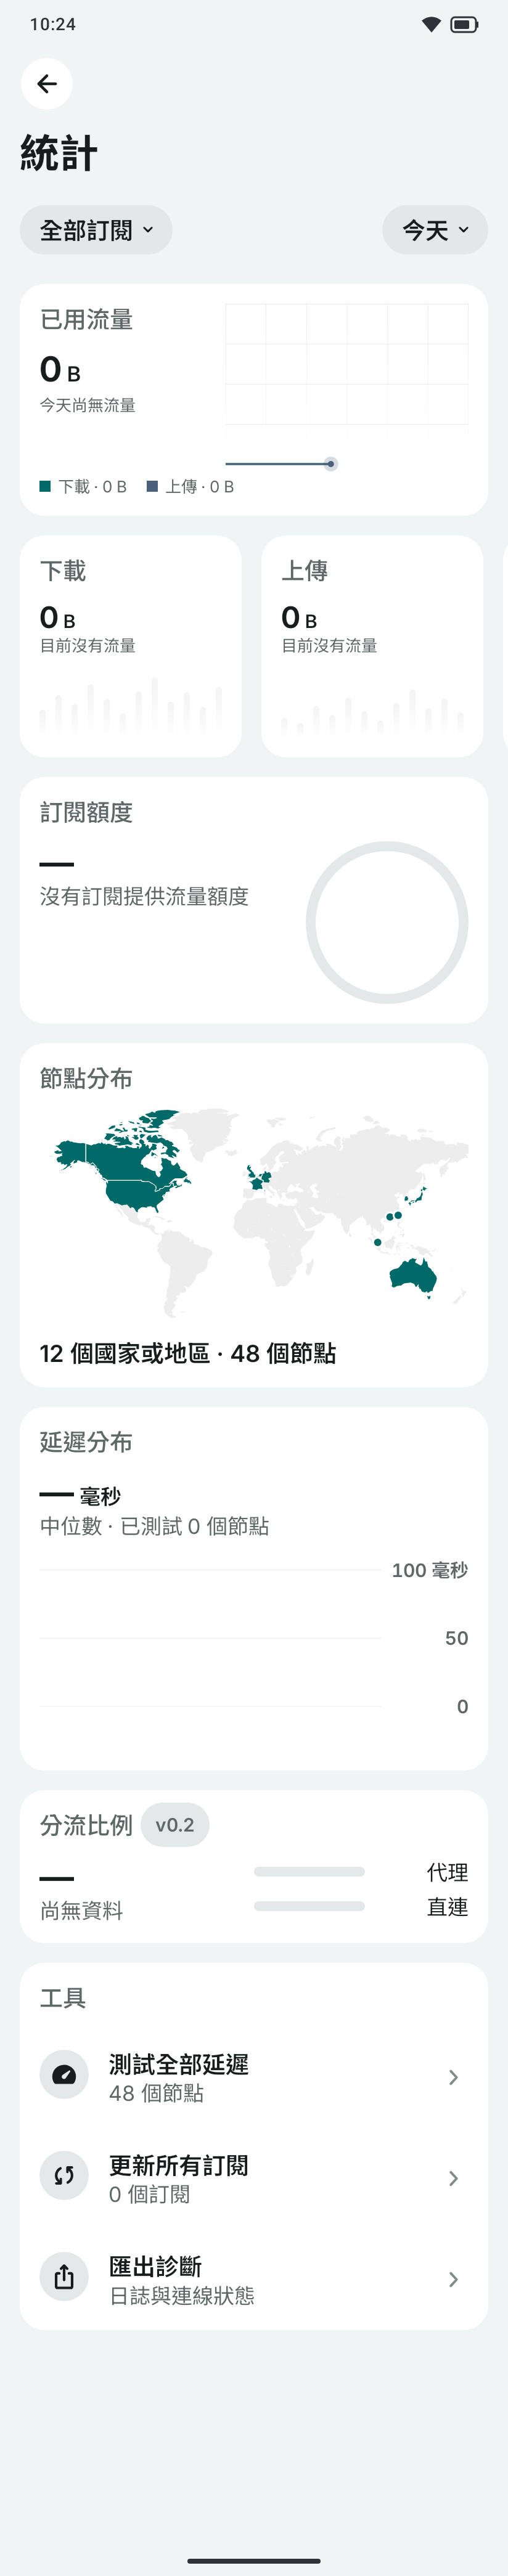 10:24
統計
全部訂閱
今天
已用流量
0 B
今天尚無流量
下載 · 0 B
上傳 · 0 B
下載
0 B
目前沒有流量
上傳
0 B
目前沒有流量
訂閱額度
—
沒有訂閱提供流量額度
節點分布
12 個國家或地區 · 48 個節點
延遲分布
— 毫秒
中位數 · 已測試 0 個節點
100 毫秒
50
0
分流比例 v0.2
—
尚無資料
代理
直連
工具
測試全部延遲
48 個節點
更新所有訂閱
0 個訂閱
匯出診斷
日誌與連線狀態